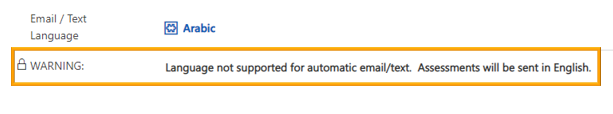 Email / Text
Language
Arabic
WARNING:
Language not supported for automatic email/text. Assessments will be sent in English.